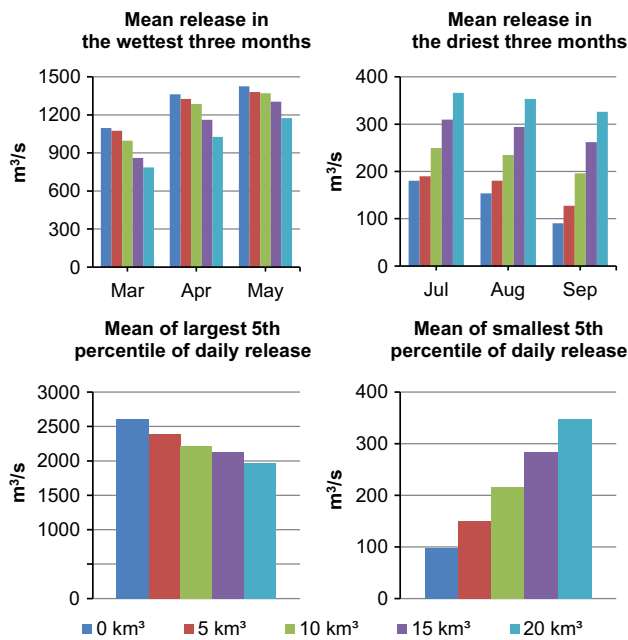 Mean release in
the wettest three months
m³/s
1500
1200
900
600
300
0
Mar Apr May
Mean release in
the driest three months
m³/s
400
300
200
100
0
Jul Aug Sep
Mean of largest 5th
percentile of daily release
m³/s
3000
2500
2000
1500
1000
0
Mean of smallest 5th
percentile of daily release
m³/s
400
300
200
100
0
0 km³ 5 km³ 10 km³ 15 km³ 20 km³